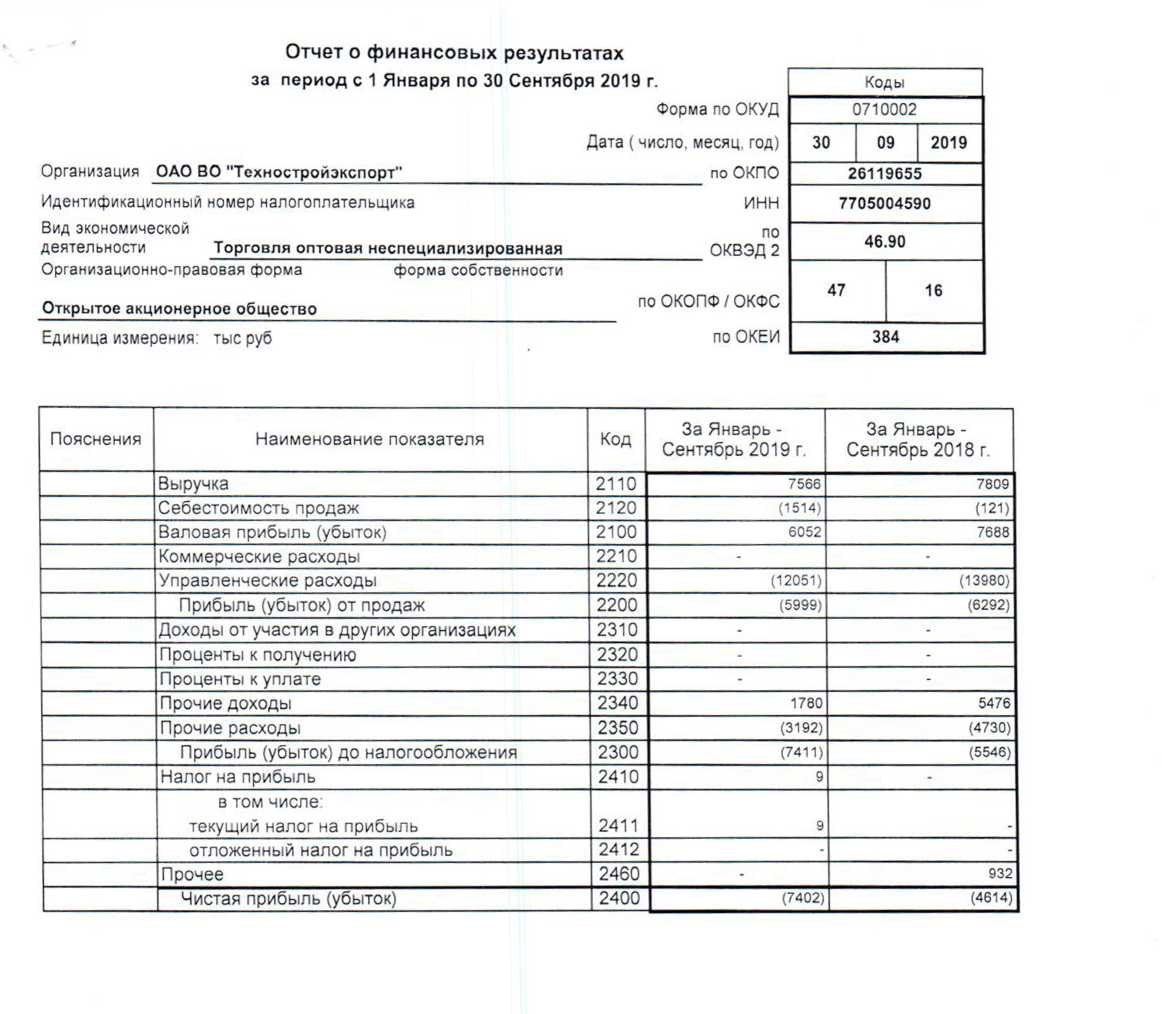 Отчет о финансовых результатах
за период с 1 Января по 30 Сентября 2019 г.
Коды
Форма по ОКУД 0710002
Дата ( число, месяц, год) 30 09 2019
Организация ОАО ВО "Техностройэкспорт" по ОКПО 26119655
Идентификационный номер налогоплательщика ИНН 7705004590
Вид экономической
деятельности Торговля оптовая неспециализированная по ОКВЭД 2 46.90
Организационно-правовая форма форма собственности
Открытое акционерное общество по ОКОПФ / ОКФС 47 16
Единица измерения: тыс руб по ОКЕИ 384
Пояснения Наименование показателя Код За Январь - Сентябрь 2019 г. За Январь - Сентябрь 2018 г.
Выручка 2110 7566 7809
Себестоимость продаж 2120 (1514) (121)
Валовая прибыль (убыток) 2100 6052 7688
Коммерческие расходы 2210 - -
Управленческие расходы 2220 (12051) (13980)
Прибыль (убыток) от продаж 2200 (5999) (6292)
Доходы от участия в других организациях 2310 - -
Проценты к получению 2320 - -
Проценты к уплате 2330 - -
Прочие доходы 2340 1780 5476
Прочие расходы 2350 (3192) (4730)
Прибыль (убыток) до налогообложения 2300 (7411) (5546)
Налог на прибыль 2410 9 -
в том числе:
текущий налог на прибыль 2411 9 -
отложенный налог на прибыль 2412 - -
Прочее 2460 - 932
Чистая прибыль (убыток) 2400 (7402) (4614)